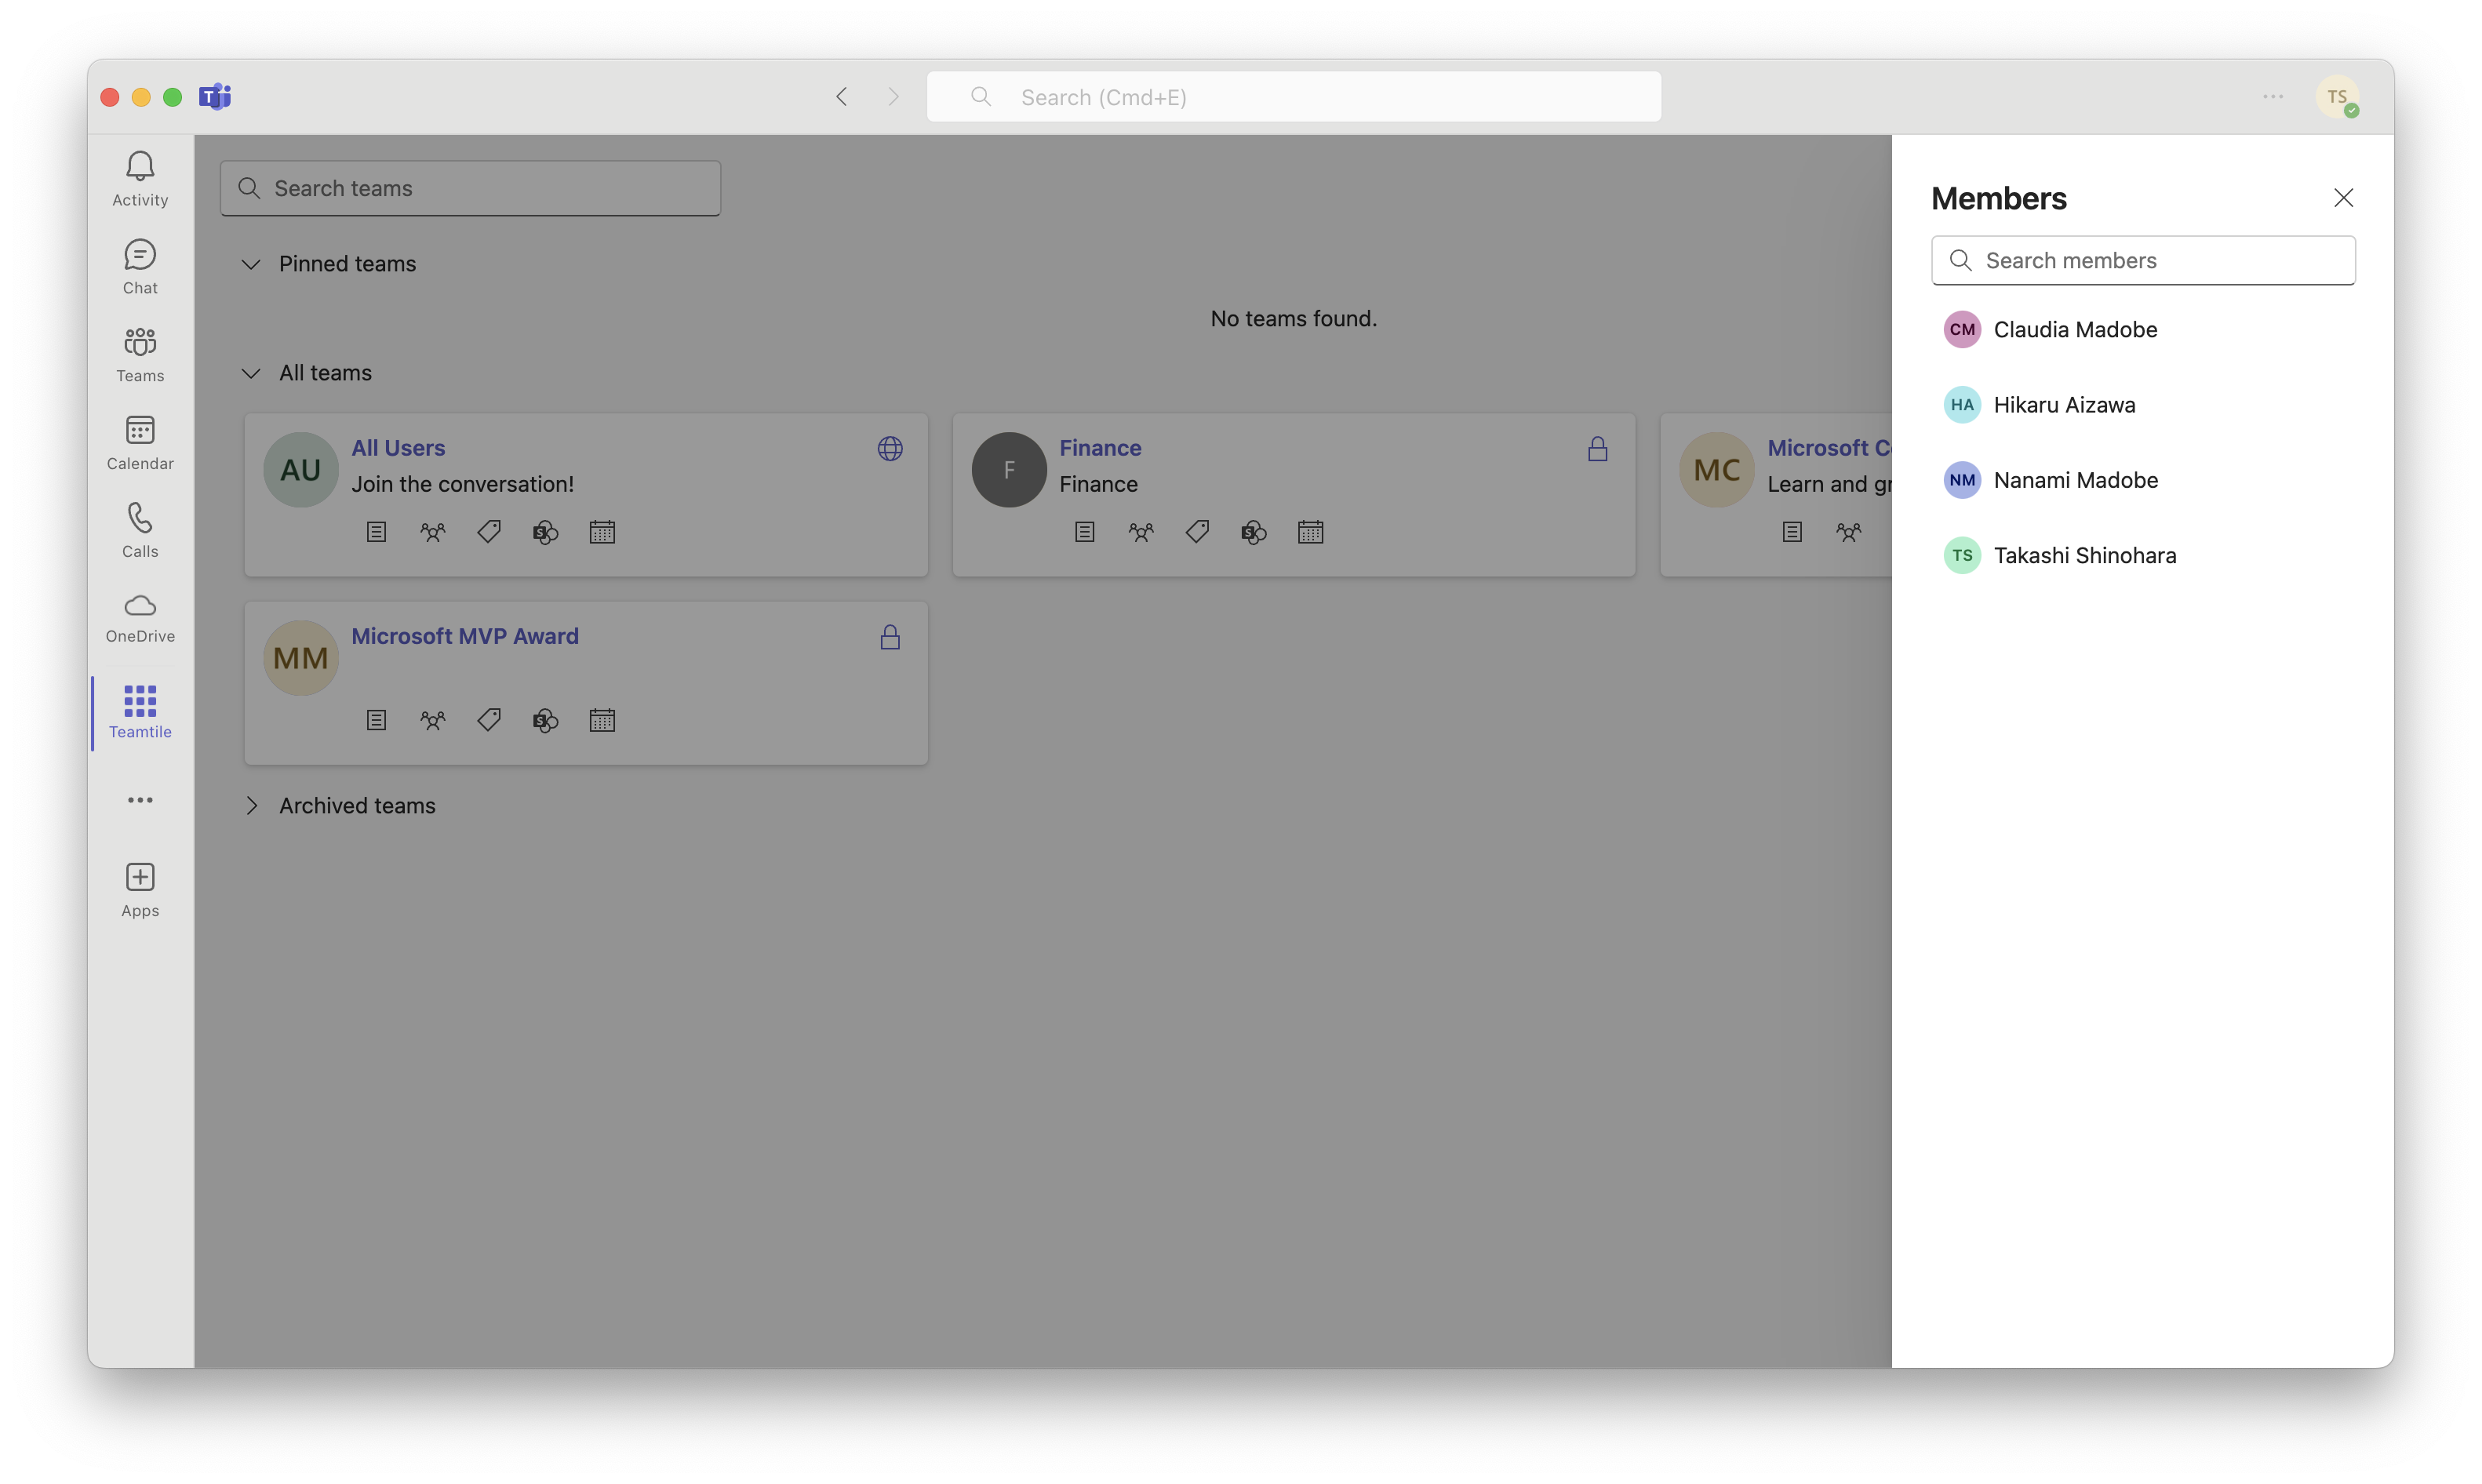 Search (Cmd+E)
TS
Activity
Chat
Teams
Calendar
Calls
OneDrive
Teamtile
Apps
Search teams
Pinned teams
No teams found.
All teams
AU
All Users
Join the conversation!
F
Finance
Finance
MC
Microsoft C
Learn and gr
MM
Microsoft MVP Award
Archived teams
Members
Search members
CM Claudia Madobe
HA Hikaru Aizawa
NM Nanami Madobe
TS Takashi Shinohara